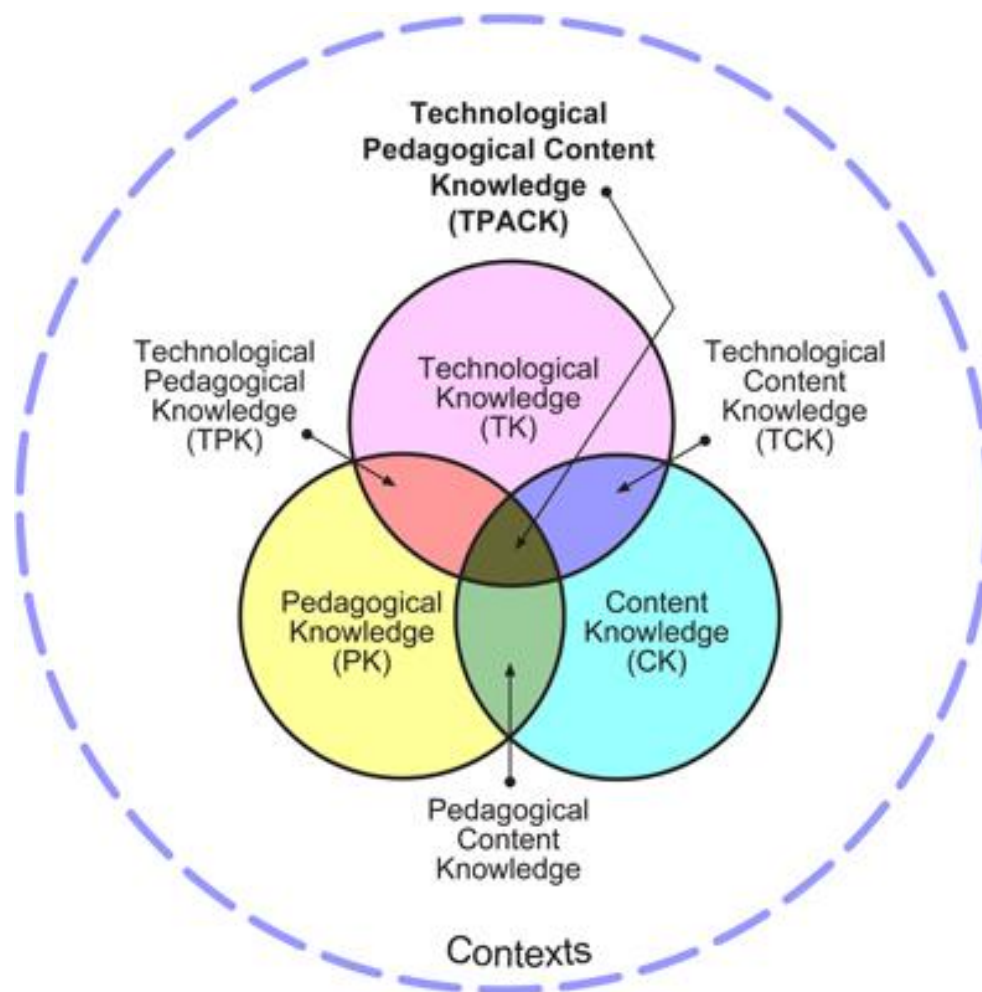 Technological
Pedagogical Content
Knowledge
(TPACK)
Technological
Pedagogical
Knowledge
(TPK)
Technological
Knowledge
(TK)
Technological
Content
Knowledge
(TCK)
Pedagogical
Knowledge
(PK)
Content
Knowledge
(CK)
Pedagogical
Content
Knowledge
Contexts